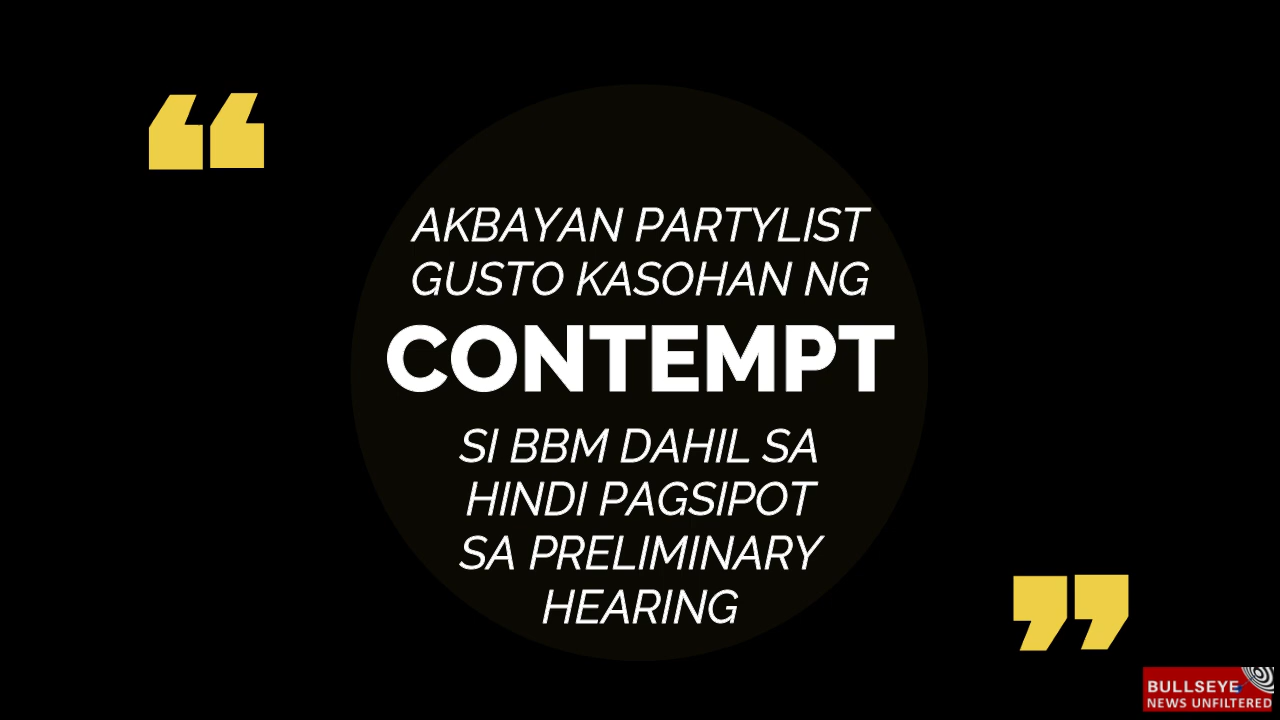 AKBAYAN PARTYLIST
GUSTO KASOHAN NG
CONTEMPT
SI BBM DAHIL SA
HINDI PAGSIPOT
SA PRELIMINARY
HEARING
BULLSEYE
NEWS UNFILTERED